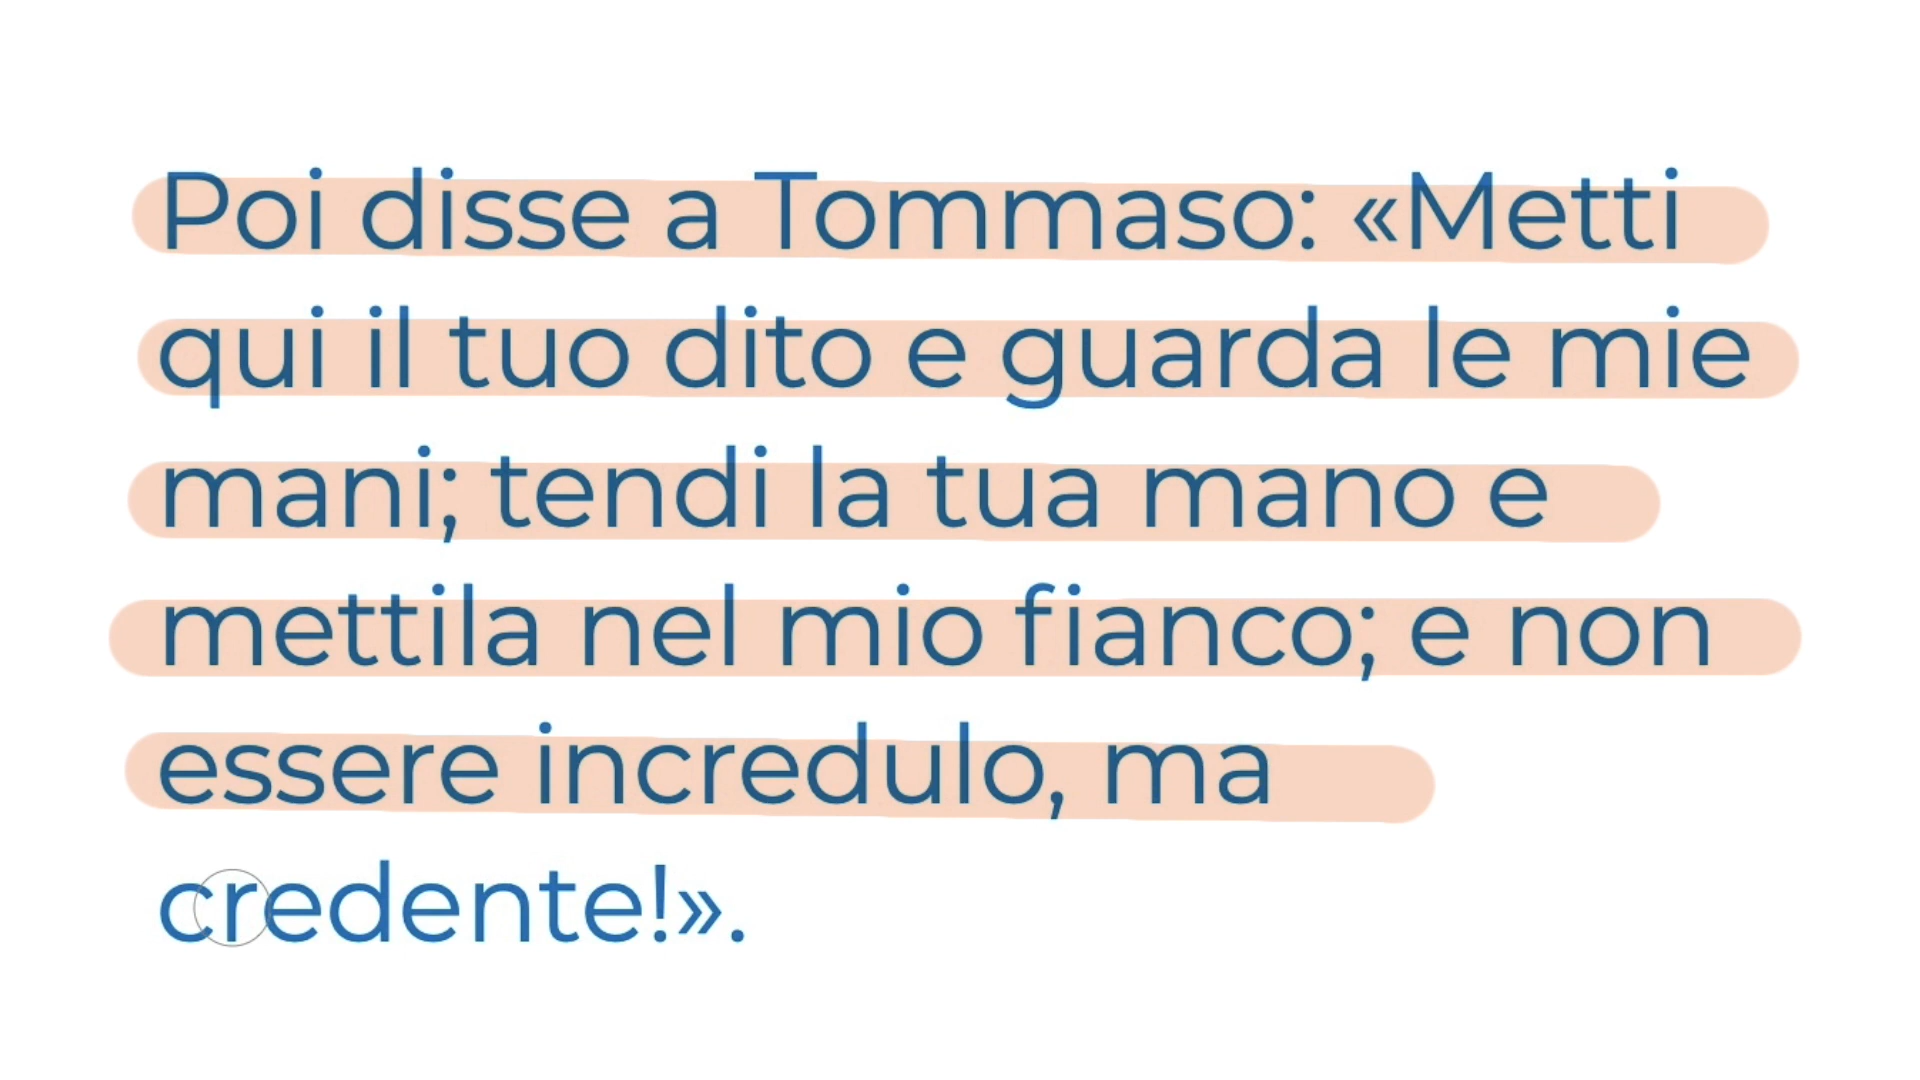 Poi disse a Tommaso: «Metti
qui il tuo dito e guarda le mie
mani; tendi la tua mano e
mettila nel mio fianco; e non
essere incredulo, ma
credente!».